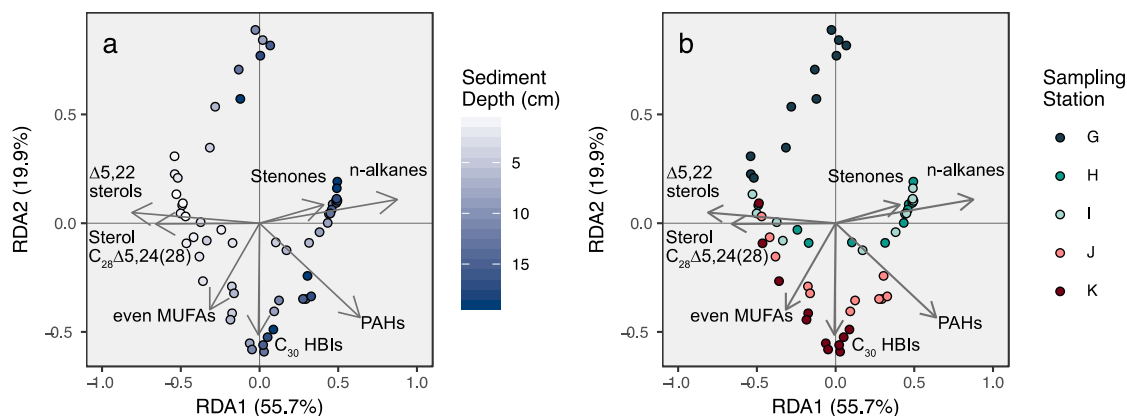 a
RDA2 (19.9%)
0.5
0.0
−0.5
−1.0
−0.5
0.0
0.5
1.0
RDA1 (55.7%)
Δ5,22
sterols
Sterol
C₂₈Δ5,24(28)
even MUFAs
C₃₀ HBIs
PAHs
Stenones
n-alkanes
Sediment
Depth (cm)
5
10
15
b
RDA2 (19.9%)
0.5
0.0
−0.5
−1.0
−0.5
0.0
0.5
1.0
RDA1 (55.7%)
Δ5,22
sterols
Sterol
C₂₈Δ5,24(28)
even MUFAs
C₃₀ HBIs
PAHs
Stenones
n-alkanes
Sampling
Station
G
H
I
J
K